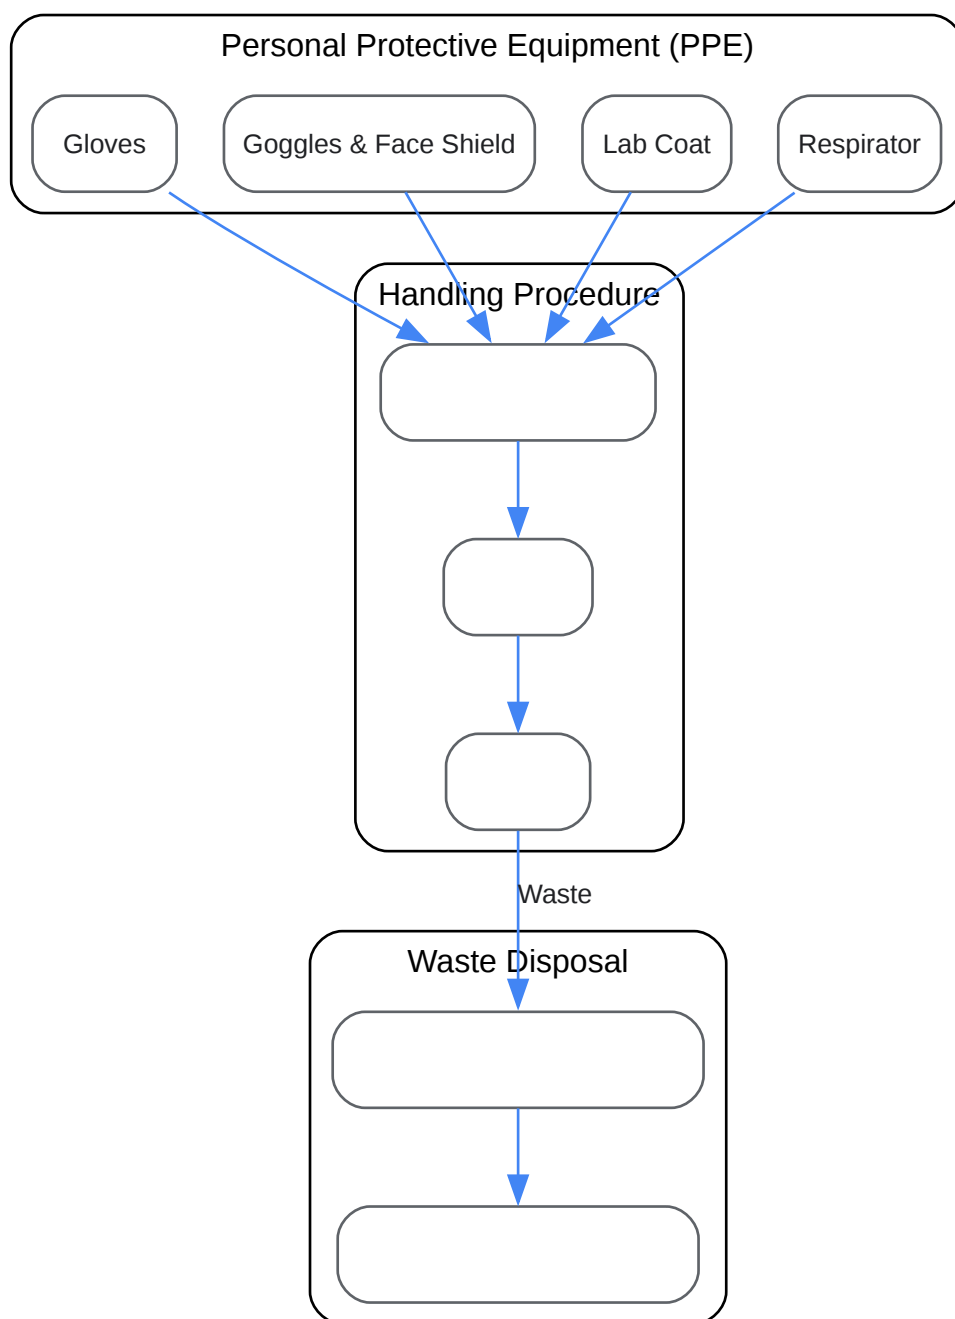 Personal Protective Equipment (PPE)
Gloves
Goggles & Face Shield
Lab Coat
Respirator
Handling Procedure
Waste
Waste Disposal